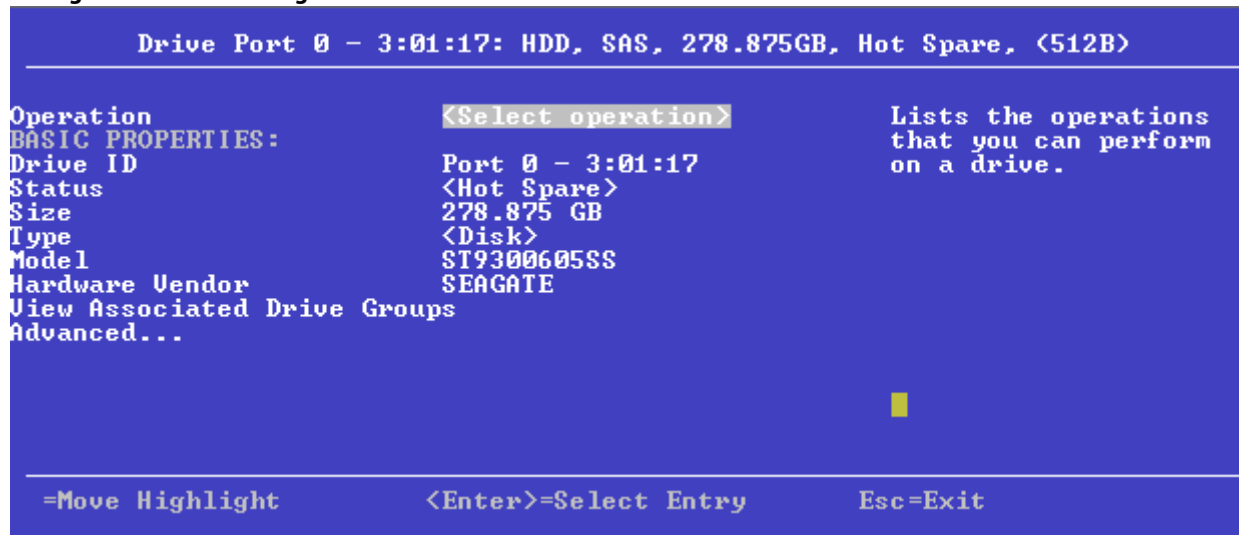 Drive Port 0 - 3:01:17: HDD, SAS, 278.875GB, Hot Spare, (512B)
Operation <Select operation> Lists the operations
BASIC PROPERTIES: that you can perform
Drive ID Port 0 - 3:01:17 on a drive.
Status <Hot Spare>
Size 278.875 GB
Type <Disk>
Model ST9300605SS
Hardware Vendor SEAGATE
View Associated Drive Groups
Advanced...
=Move Highlight <Enter>=Select Entry Esc=Exit